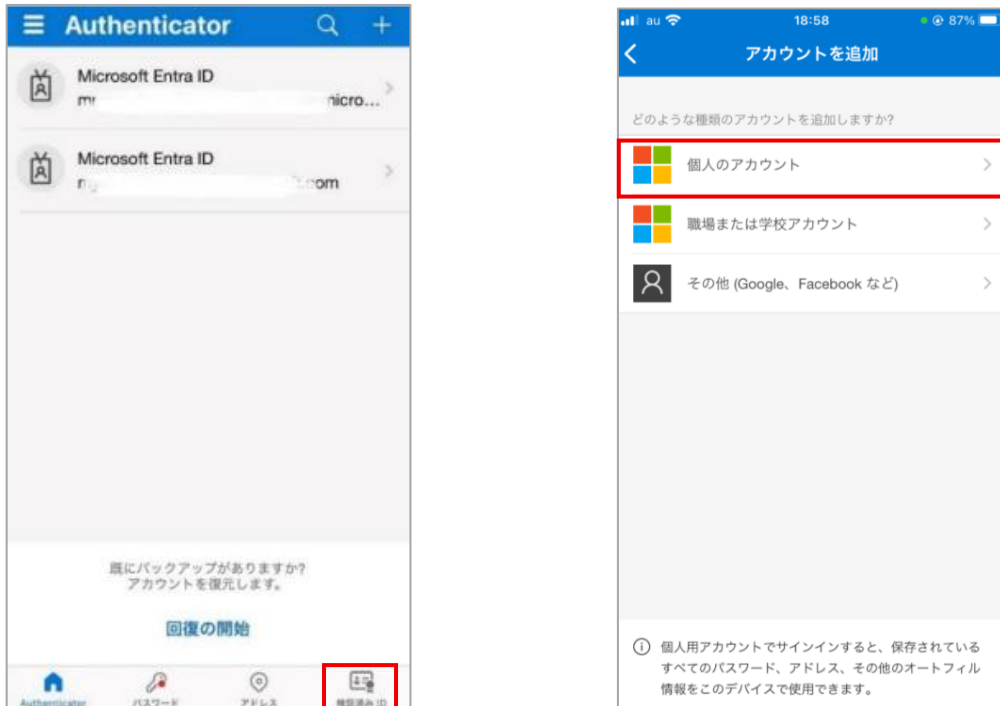 Authenticator
Microsoft Entra ID
nicro...
Microsoft Entra ID
.com
既にバックアップがありますか?
アカウントを復元します。
回復の開始
Authenticator
パスワード
アドレス
検証済み ID
au
18:58
87%
アカウントを追加
どのような種類のアカウントを追加しますか?
個人のアカウント
職場または学校アカウント
その他 (Google、Facebook など)
個人用アカウントでサインインすると、保存されている
すべてのパスワード、アドレス、その他のオートフィル
情報をこのデバイスで使用できます。